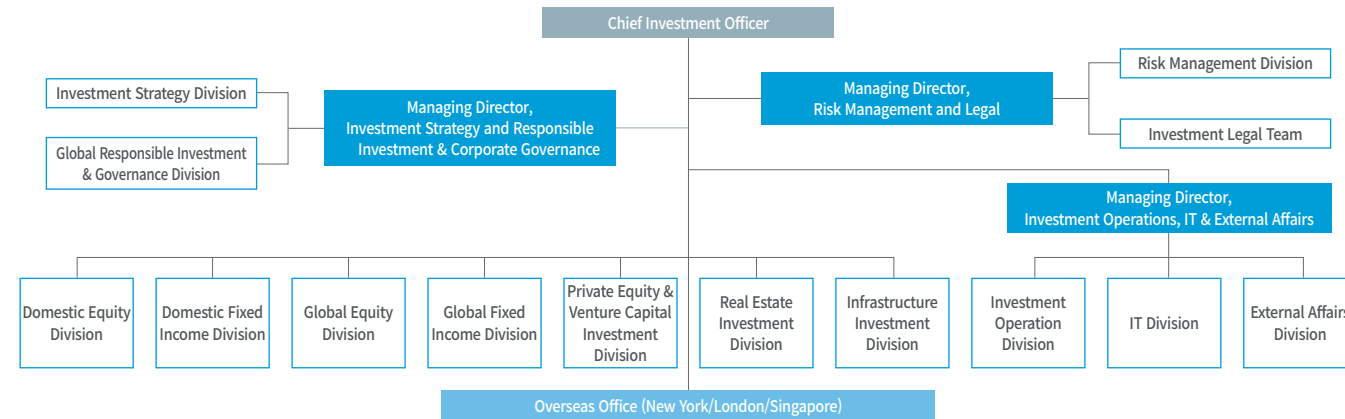 Chief Investment Officer
Investment Strategy Division
Global Responsible Investment
& Governance Division
Managing Director,
Investment Strategy and Responsible
Investment & Corporate Governance
Managing Director,
Risk Management and Legal
Risk Management Division
Investment Legal Team
Managing Director,
Investment Operations, IT & External Affairs
Domestic Equity
Division
Domestic Fixed
Income Division
Global Equity
Division
Global Fixed
Income Division
Private Equity &
Venture Capital
Investment
Division
Real Estate
Investment
Division
Infrastructure
Investment
Division
Investment
Operation
Division
IT Division
External Affairs
Division
Overseas Office (New York/London/Singapore)